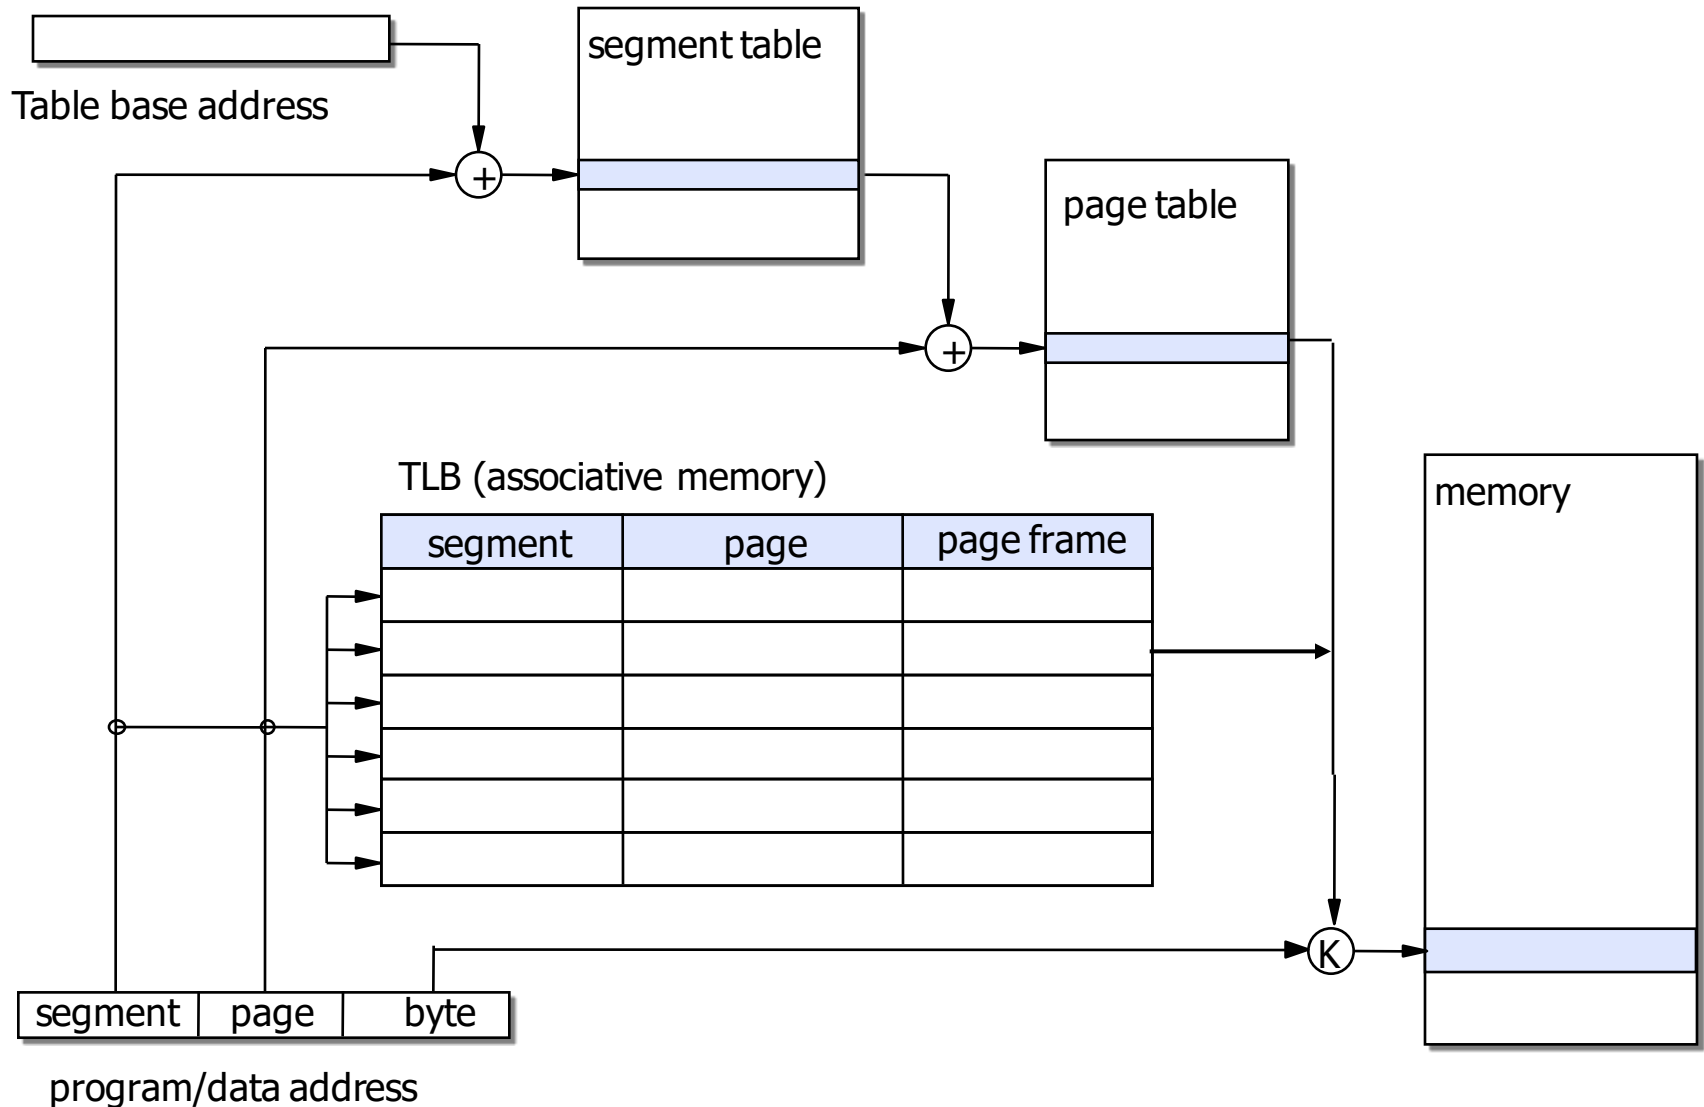 segment table
Table base address
+
page table
+
TLB (associative memory)
memory
segment page page frame
K
segment page byte
program/data address